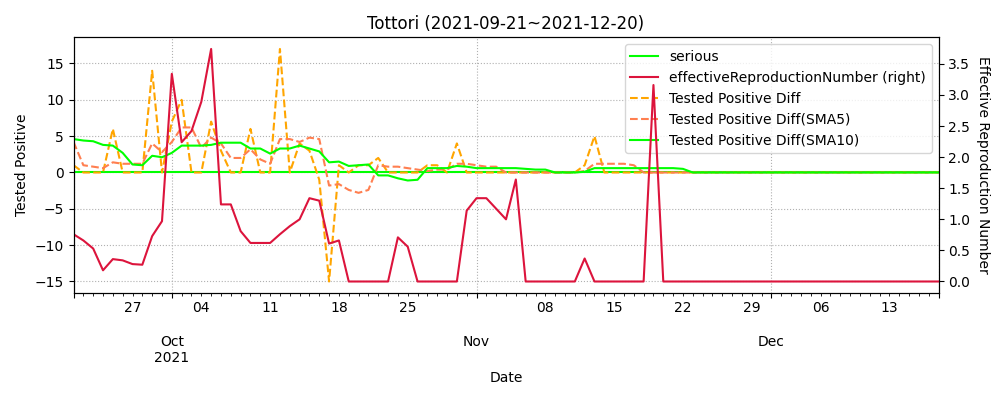 Tottori (2021-09-21~2021-12-20)
serious
effectiveReproductionNumber (right)
Tested Positive Diff
Tested Positive Diff(SMA5)
Tested Positive Diff(SMA10)
Tested Positive
15
10
5
0
−5
−10
−15
3.5
3.0
2.5
2.0
1.5
1.0
0.5
0.0
Effective Reproduction Number
27 04 11 18 25 08 15 22 29 06 13
Oct Nov Dec
2021
Date